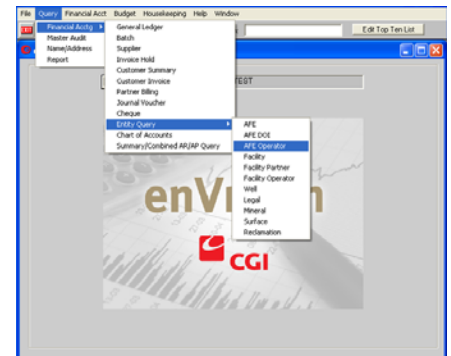 File Query Financial Acct Budget Housekeeping Help Window
Edit Top Ten List
Financial Acctg
Master Audit
Name/Address
Report
General Ledger
Batch
Supplier
Invoice Hold
Customer Summary
Customer Invoice
Partner Billing
Journal Voucher
Cheque
Entity Query
Chart of Accounts
Summary/Combined AR/AP Query
AFE
AFE DOI
AFE Operator
Facility
Facility Partner
Facility Operator
Well
Legal
Mineral
Surface
Reclamation
TEST
CGI